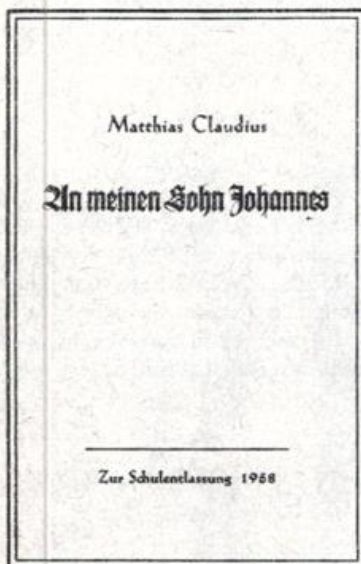 Matthias Claudius
An meinen Sohn Johannes
Zur Schulentlassung 1968